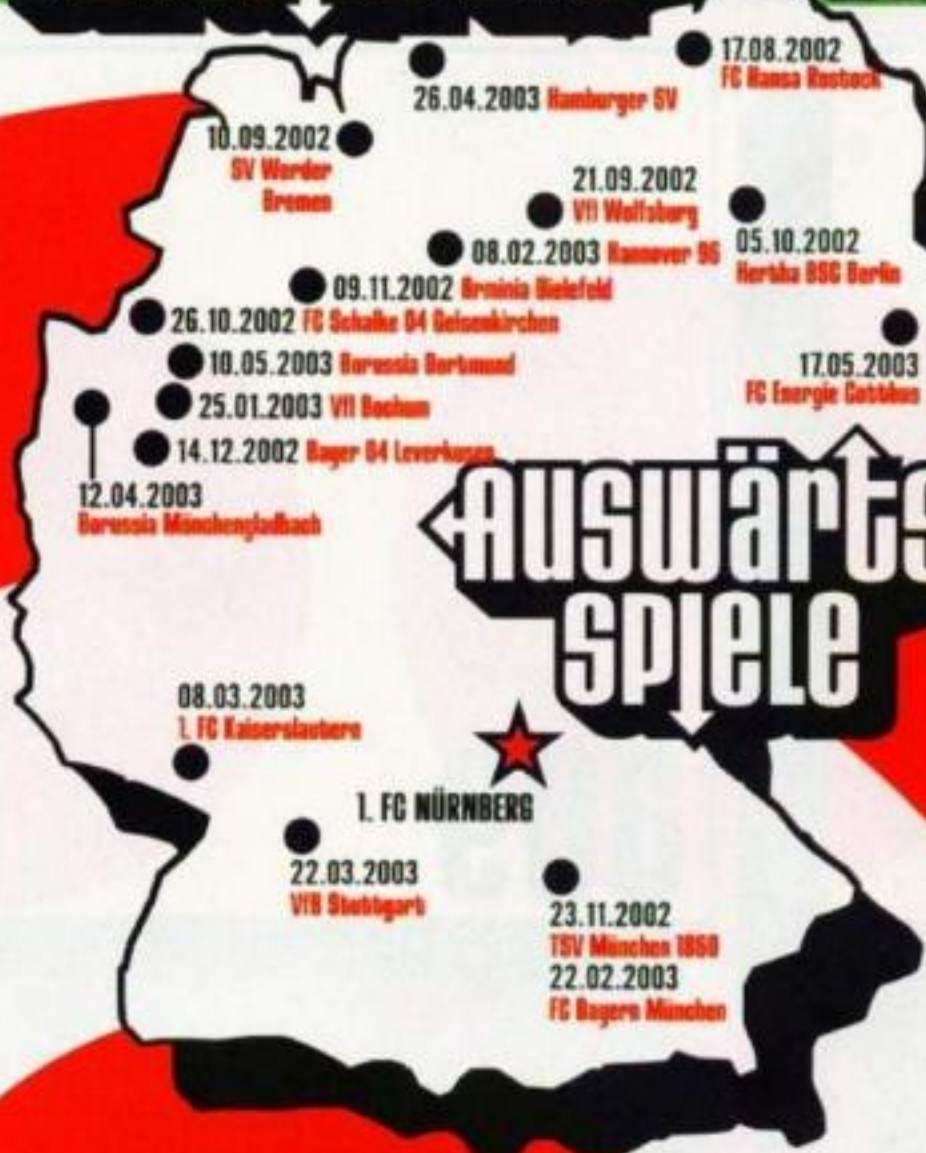 17.08.2002
FC Hansa Rostock
26.04.2003 Hamburger SV
10.09.2002
SV Werder
Bremen
21.09.2002
Vfl Wolfsburg
08.02.2003 Hannover 96
05.10.2002
Hertha BSC Berlin
09.11.2002 Arminia Bielefeld
26.10.2002 FC Schalke 04 Gelsenkirchen
17.05.2003
FC Energie Cottbus
10.05.2003 Borussia Dortmund
25.01.2003 Vfl Bochum
14.12.2002 Bayer 04 Leverkusen
12.04.2003
Borussia Mönchengladbach
Auswärts
SPiELE
08.03.2003
1. FC Kaiserslautern
1. FC NÜRNBERG
22.03.2003
VfB Stuttgart
23.11.2002
TSV München 1860
22.02.2003
FC Bayern München